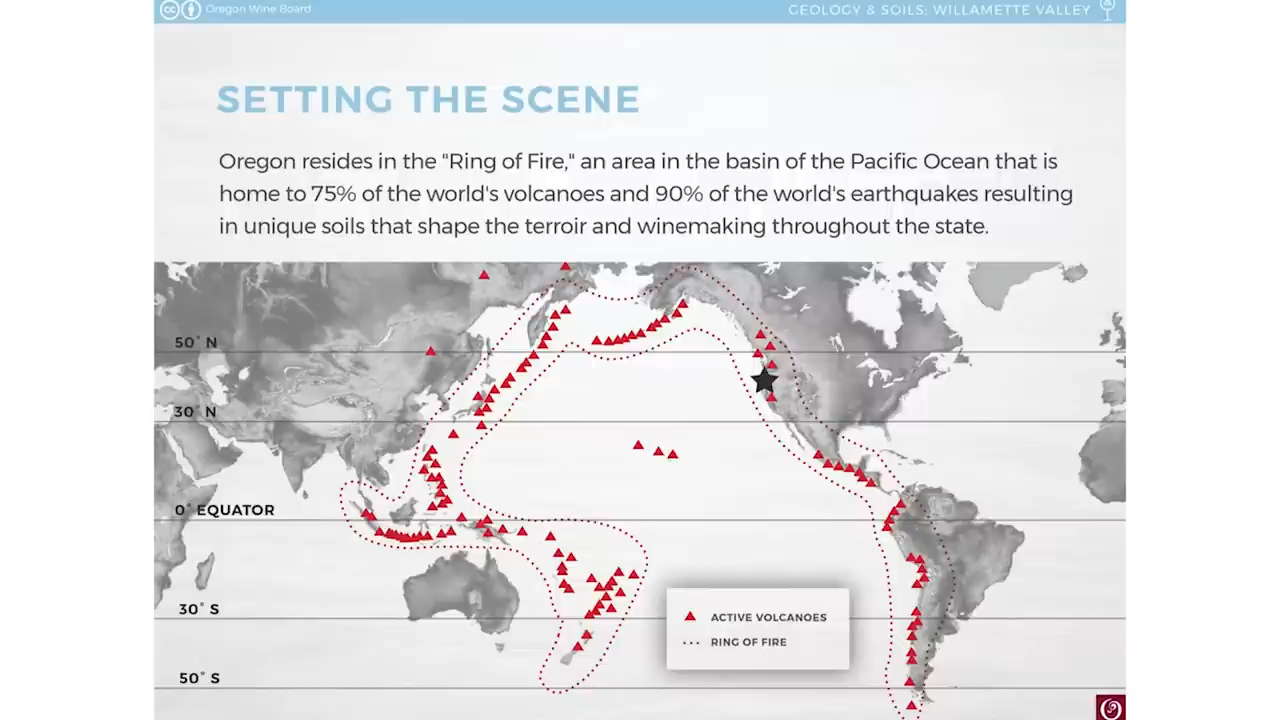 Oregon Wine Board
GEOLOGY & SOILS: WILLAMETTE VALLEY
SETTING THE SCENE
Oregon resides in the "Ring of Fire," an area in the basin of the Pacific Ocean that is
home to 75% of the world's volcanoes and 90% of the world's earthquakes resulting
in unique soils that shape the terroir and winemaking throughout the state.
50° N
30° N
0° EQUATOR
30° S
50° S
ACTIVE VOLCANOES
RING OF FIRE